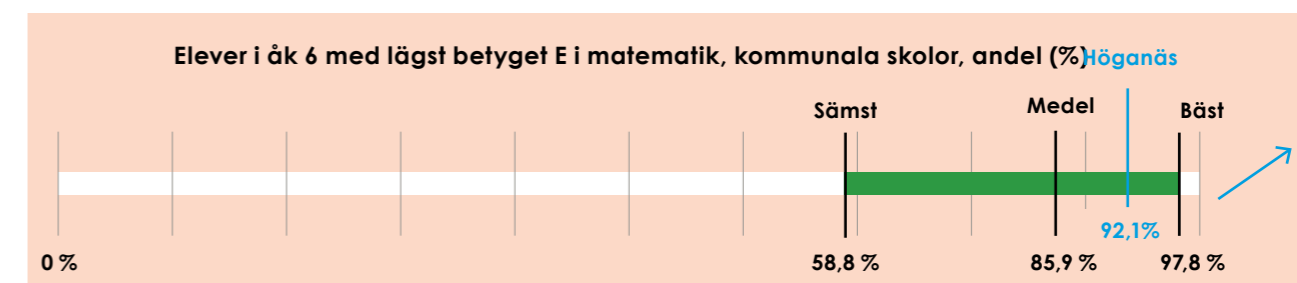 Elever i åk 6 med lägst betyget E i matematik, kommunala skolor, andel (%)
Höganäs
Sämst
Medel
Bäst
92,1%
0 %
58,8 %
85,9 %
97,8 %